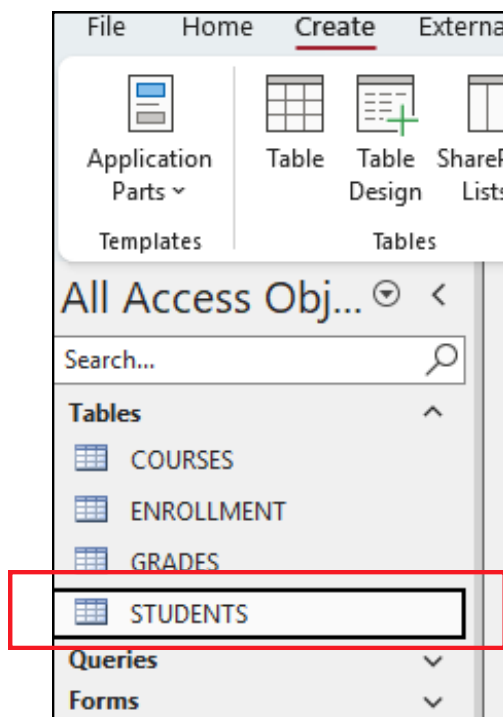 File Home Create Externa
Application Parts
Table
Table Design
ShareP Lists
Templates
Tables
All Access Obj...
Search...
Tables
COURSES
ENROLLMENT
GRADES
STUDENTS
Queries
Forms